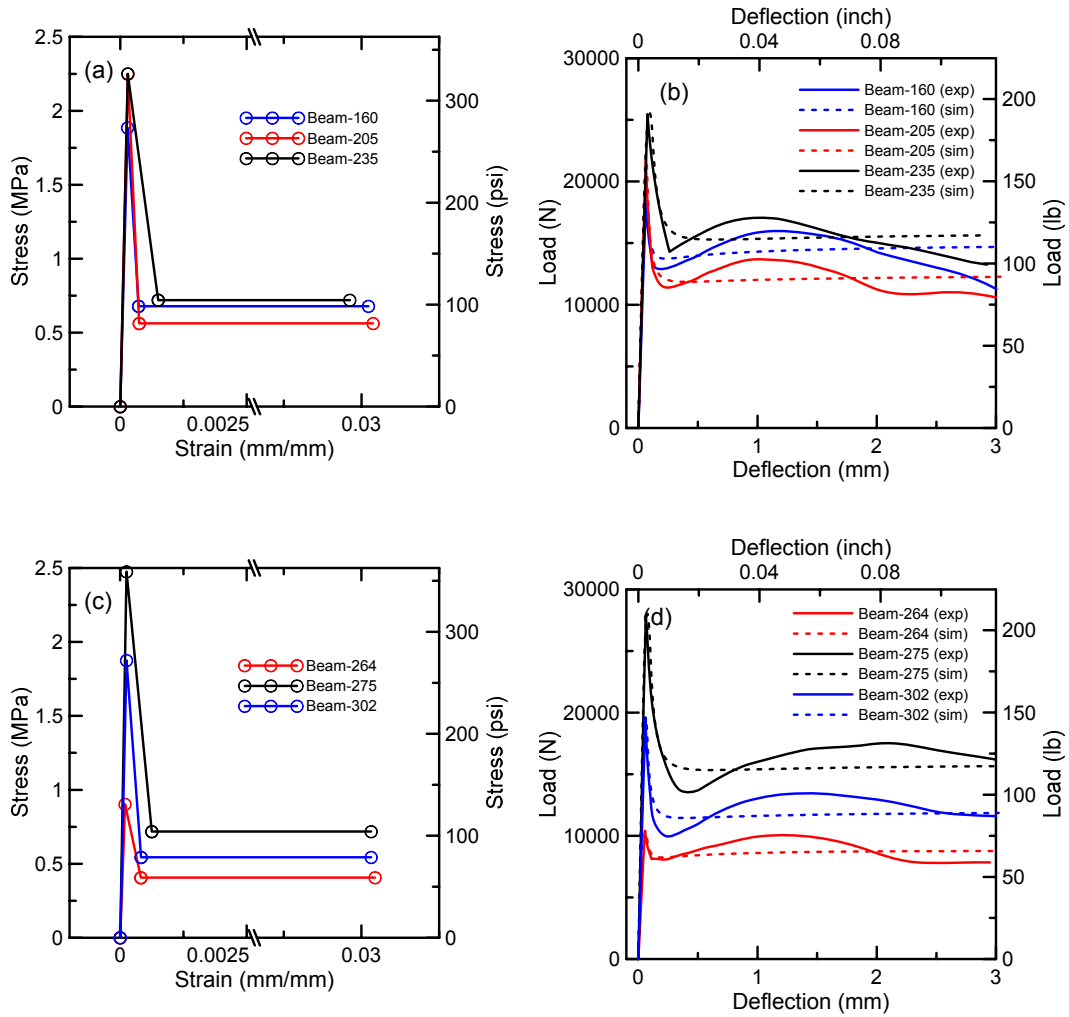 (a)
Stress (MPa)
2.5
2
1.5
1
0.5
0
Beam-160
Beam-205
Beam-235
300
200
100
0
Stress (psi)
0 0.0025 0.03
Strain (mm/mm)
Deflection (inch)
0 0.04 0.08
(b)
Load (N)
30000
20000
10000
0
Beam-160 (exp)
Beam-160 (sim)
Beam-205 (exp)
Beam-205 (sim)
Beam-235 (exp)
Beam-235 (sim)
200
150
100
50
0
Load (lb)
0 1 2 3
Deflection (mm)
(c)
Stress (MPa)
2.5
2
1.5
1
0.5
0
Beam-264
Beam-275
Beam-302
300
200
100
0
Stress (psi)
0 0.0025 0.03
Strain (mm/mm)
Deflection (inch)
0 0.04 0.08
d)
Load (N)
30000
20000
10000
0
Beam-264 (exp)
Beam-264 (sim)
Beam-275 (exp)
Beam-275 (sim)
Beam-302 (exp)
Beam-302 (sim)
200
150
100
50
0
Load (lb)
0 1 2 3
Deflection (mm)